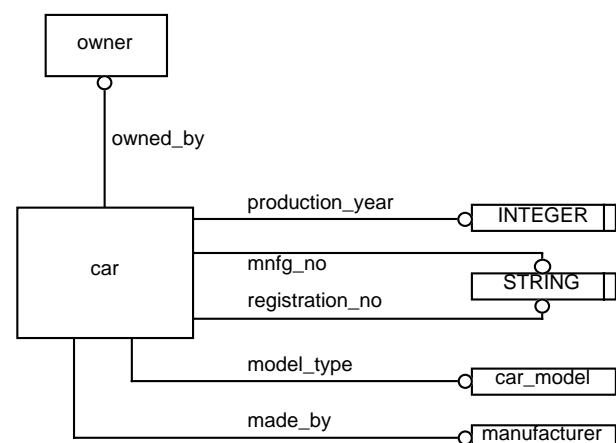 owner
owned_by
production_year
INTEGER
car
mnfg_no
STRING
registration_no
model_type
car_model
made_by
manufacturer